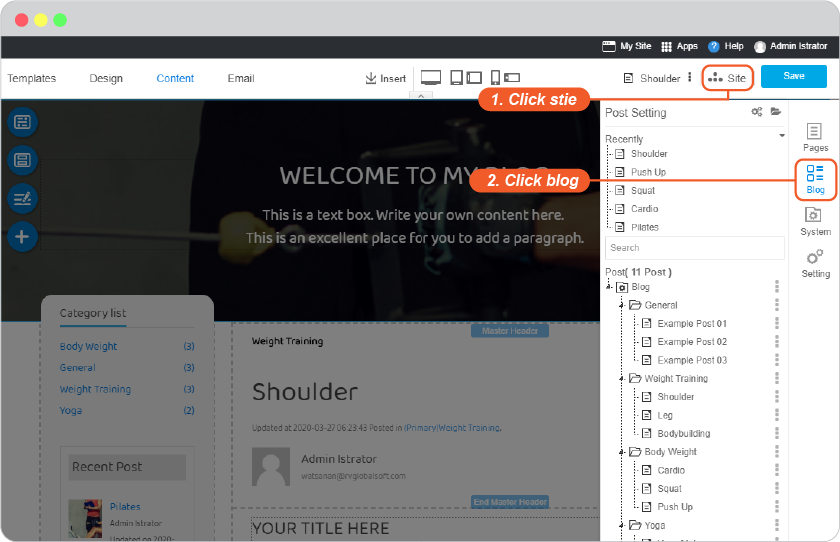 My Site Apps Help Admin Istrator
Templates Design Content Email Insert Shoulder Site Save
1. Click stie
Post Setting
Recently
Shoulder
Push Up
Squat
Cardio
Pilates
2. Click blog
Search
Post( 11 Post )
Blog
General
Example Post 01
Example Post 02
Example Post 03
Weight Training
Shoulder
Leg
Bodybuilding
Body Weight
Cardio
Squat
Push Up
Yoga
Pages
Blog
System
Setting
WELCOME TO MY BLOG
This is a text box. Write your own content here.
This is an excellent place for you to add a paragraph.
Category list
Body Weight (3)
General (3)
Weight Training (3)
Yoga (2)
Recent Post
Pilates
Admin Istrator
Updated on 2020-
Master Header
Weight Training
Shoulder
Updated at 2020-03-27 06:23:43 Posted in (Primary)Weight Training.
Admin Istrator
watsanan@rvglobalsoft.com
End Master Header
YOUR TITLE HERE